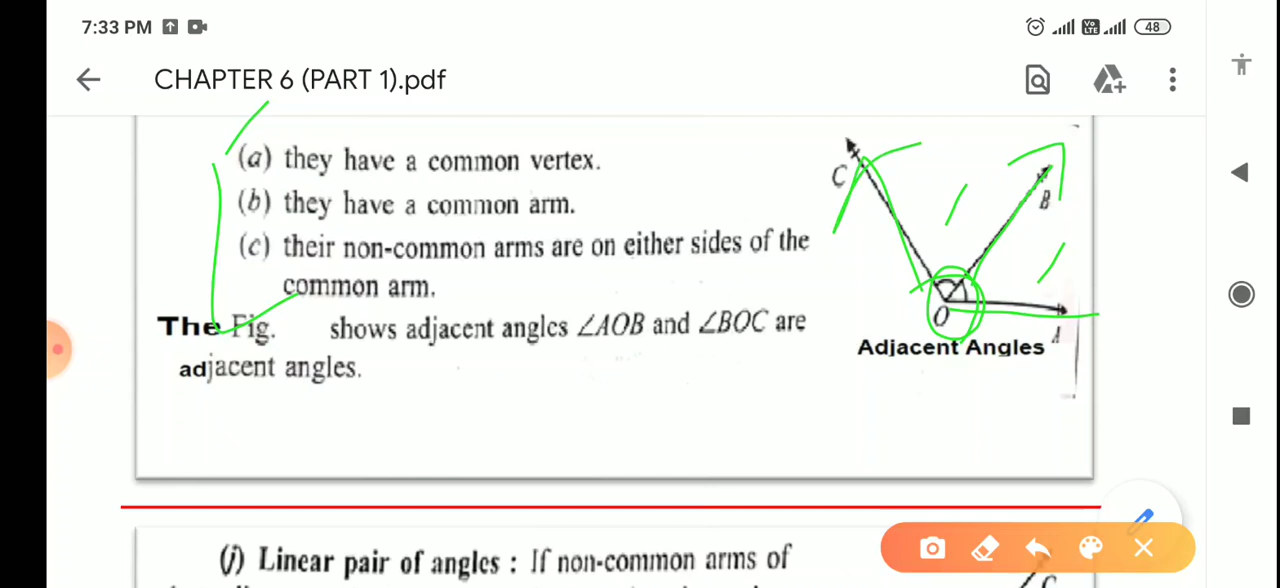 7:33 PM
Vo LTE
48
CHAPTER 6 (PART 1).pdf
(a) they have a common vertex.
(b) they have a common arm.
(c) their non-common arms are on either sides of the
common arm.
The Fig. shows adjacent angles ∠AOB and ∠BOC are
adjacent angles.
C
B
O
A
Adjacent Angles
(j) Linear pair of angles : If non-common arms of
C